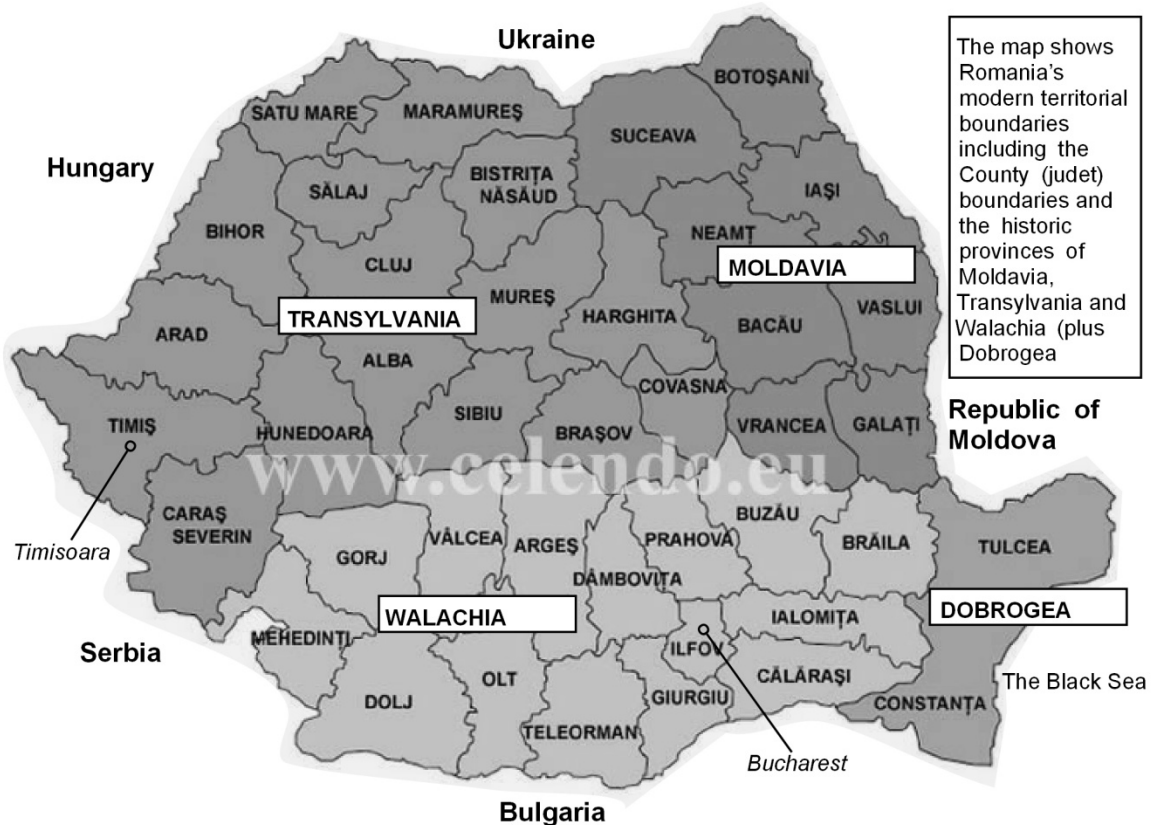 Ukraine
BOTOŞANI
The map shows
Romania's
modern territorial
boundaries
including the
County (judet)
boundaries and
the historic
provinces of
Moldavia,
Transylvania and
Walachia (plus
Dobrogea
SATU MARE
MARAMUREŞ
SUCEAVA
Hungary
SĂLAJ
BISTRIŢA
NĂSĂUD
IAŞI
BIHOR
NEAMŢ
CLUJ
MOLDAVIA
MUREŞ
TRANSYLVANIA
HARGHITA
BACĂU
VASLUI
ARAD
ALBA
COVASNA
SIBIU
TIMIŞ
HUNEDOARA
BRAŞOV
VRANCEA
GALAŢI
Republic of
Moldova
www.celendo.eu
CARAŞ
SEVERIN
Timisoara
GORJ
VÂLCEA
ARGEŞ
PRAHOVA
BUZĂU
BRĂILA
TULCEA
DÂMBOVIŢA
WALACHIA
IALOMIŢA
DOBROGEA
MEHEDINŢI
Serbia
ILFOV
OLT
CĂLĂRAŞI
The Black Sea
DOLJ
GIURGIU
CONSTANŢA
TELEORMAN
Bucharest
Bulgaria